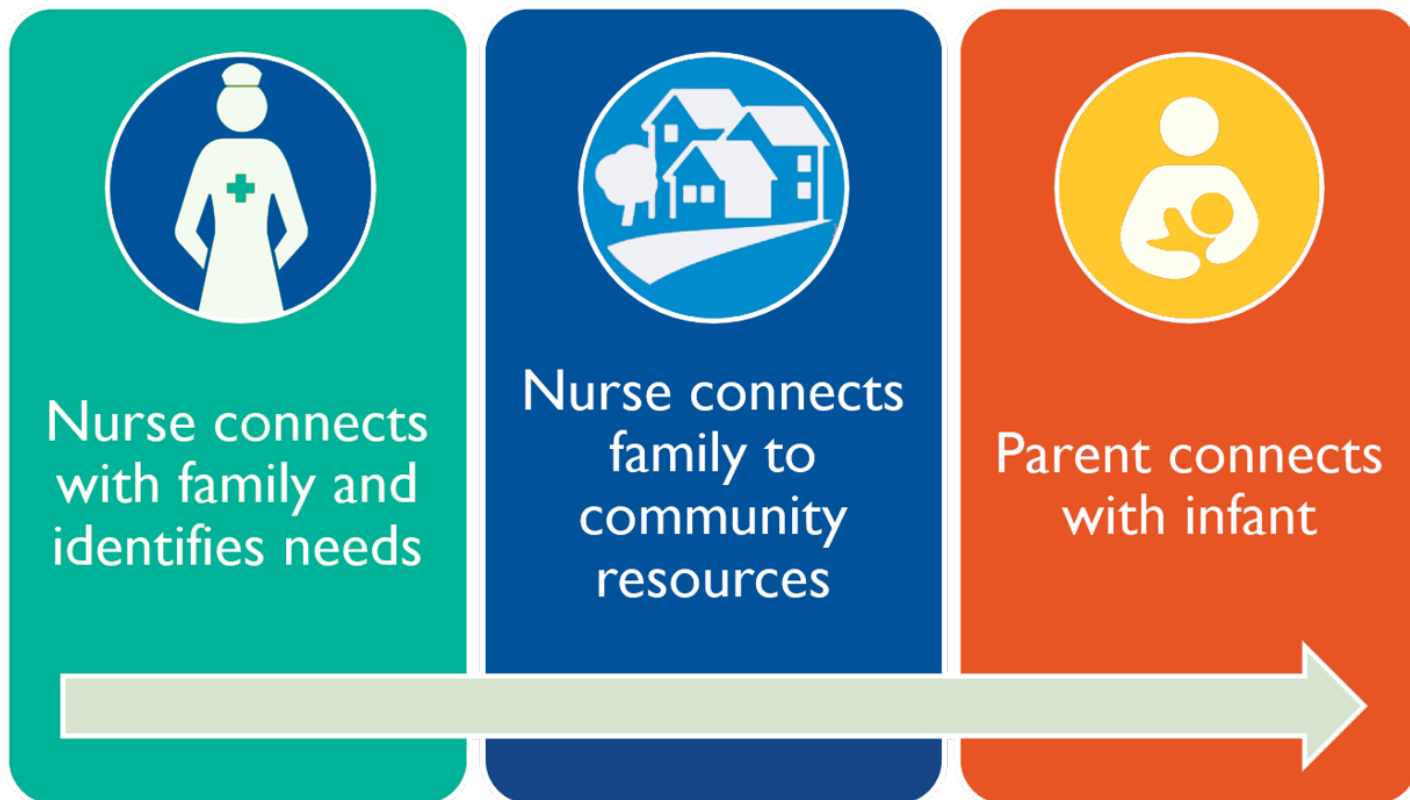 Nurse connects
with family and
identifies needs
Nurse connects
family to
community
resources
Parent connects
with infant